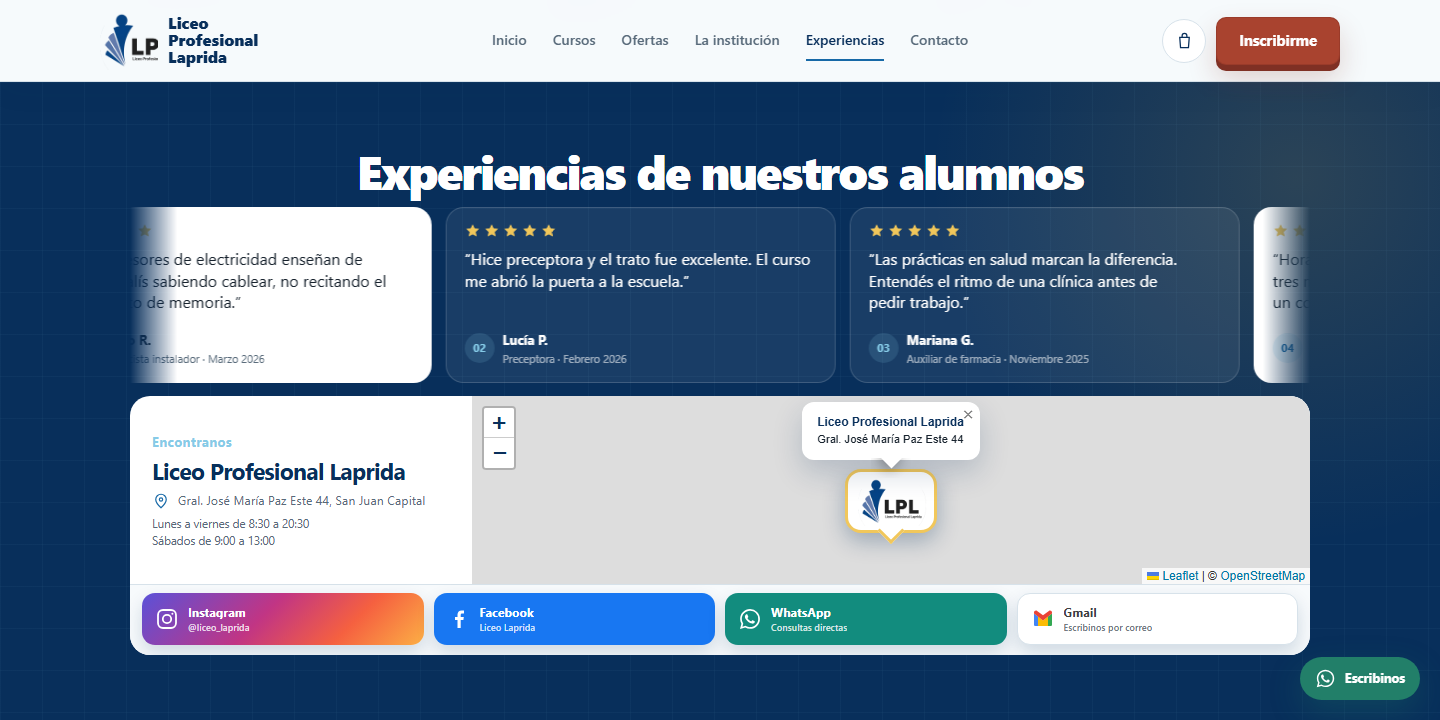 LP
Liceo
Profesional
Laprida
Inicio
Cursos
Ofertas
La institución
Experiencias
Contacto
Inscribirme
Experiencias de nuestros alumnos
de electricidad enseñan de
sabiendo cablear, no recitando el
de memoria.”
R.
instalador · Marzo 2026
“Hice preceptora y el trato fue excelente. El curso
me abrió la puerta a la escuela.”
02
Lucía P.
Preceptora · Febrero 2026
“Las prácticas en salud marcan la diferencia.
Entendés el ritmo de una clínica antes de
pedir trabajo.”
03
Mariana G.
Auxiliar de farmacia · Noviembre 2025
tres
un
04
Encontranos
Liceo Profesional Laprida
Gral. José María Paz Este 44, San Juan Capital
Lunes a viernes de 8:30 a 20:30
Sábados de 9:00 a 13:00
+
−
Liceo Profesional Laprida
×
Gral. José María Paz Este 44
LPL
Liceo Profesional Laprida
Leaflet | © OpenStreetMap
Instagram
@liceo_laprida
Facebook
Liceo Laprida
WhatsApp
Consultas directas
Gmail
Escribinos por correo
Escribinos